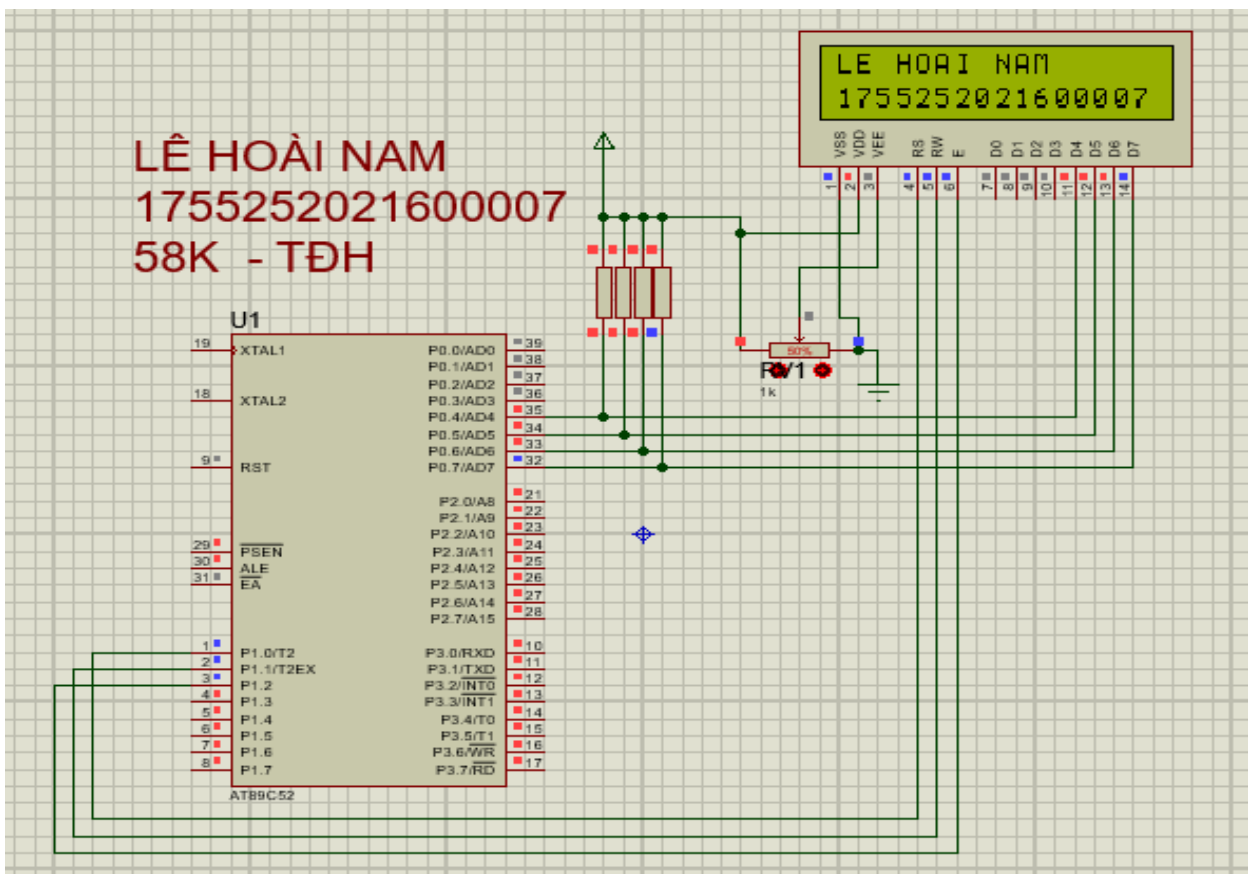 LE HOAI NAM
1755252021600007
VSS
VDD
VEE
RS
RW
E
D0
D1
D2
D3
D4
D5
D6
D7
1
2
3
4
5
6
7
8
9
10
11
12
13
14
LÊ HOÀI NAM
1755252021600007
58K - TĐH
50%
RV1
1k
U1
19 XTAL1
18 XTAL2
9 RST
29 PSEN
30 ALE
31 EA
1 P1.0/T2
2 P1.1/T2EX
3 P1.2
4 P1.3
5 P1.4
6 P1.5
7 P1.6
8 P1.7
P0.0/AD0 39
P0.1/AD1 38
P0.2/AD2 37
P0.3/AD3 36
P0.4/AD4 35
P0.5/AD5 34
P0.6/AD6 33
P0.7/AD7 32
P2.0/A8 21
P2.1/A9 22
P2.2/A10 23
P2.3/A11 24
P2.4/A12 25
P2.5/A13 26
P2.6/A14 27
P2.7/A15 28
P3.0/RXD 10
P3.1/TXD 11
P3.2/INT0 12
P3.3/INT1 13
P3.4/T0 14
P3.5/T1 15
P3.6/WR 16
P3.7/RD 17
AT89C52